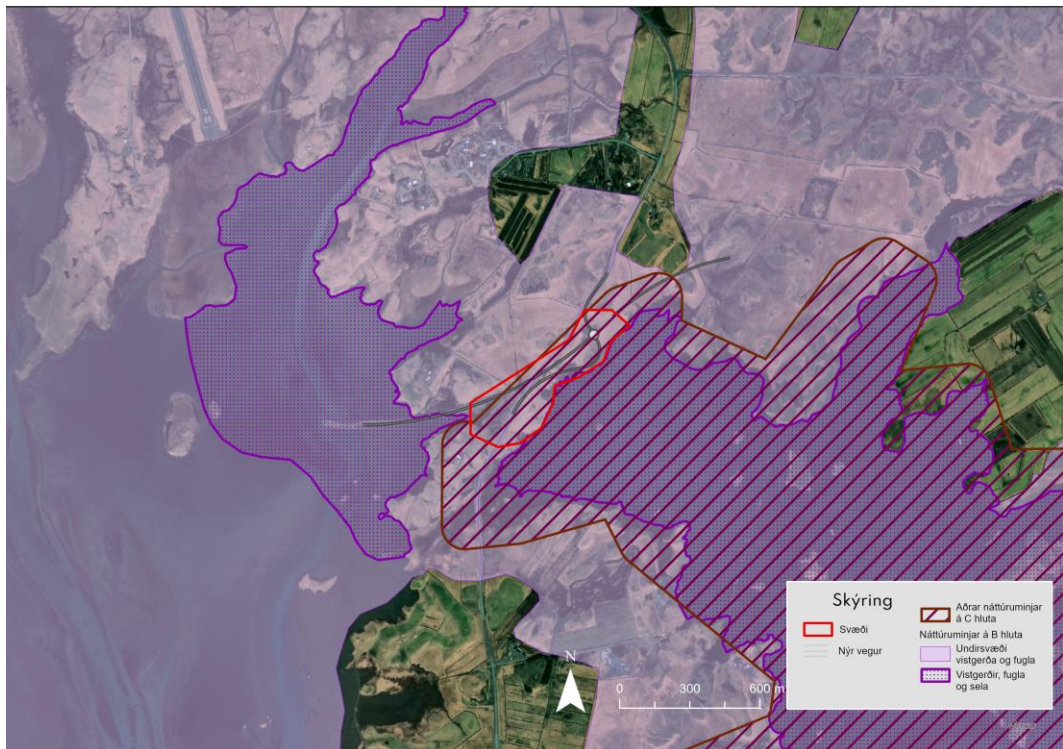 N
0 300 600 m
Skýring
Svæði
Nýr vegur
Aðrar náttúruminjar
á C hluta
Náttúruminjar á B hluta
Undirsvæði
vistgerða og fugla
Vistgerðir, fugla
og sela